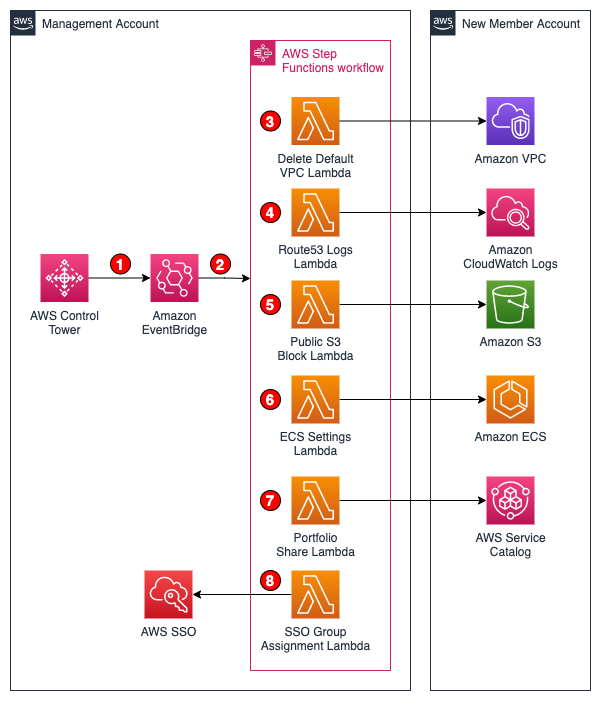 aws
Management Account
aws
New Member Account
AWS Step
Functions workflow
3
Delete Default
VPC Lambda
Amazon VPC
4
Route53 Logs
Lambda
Amazon
CloudWatch Logs
1
2
AWS Control
Tower
Amazon
EventBridge
5
Public S3
Block Lambda
Amazon S3
6
ECS Settings
Lambda
Amazon ECS
7
Portfolio
Share Lambda
AWS Service
Catalog
8
AWS SSO
SSO Group
Assignment Lambda